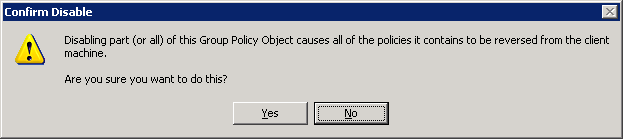 Confirm Disable
Disabling part (or all) of this Group Policy Object causes all of the policies it contains to be reversed from the client
machine.
Are you sure you want to do this?
Yes
No